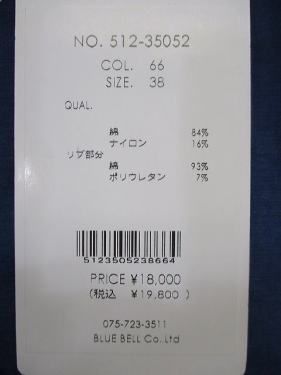 NO. 512-35052
COL. 66
SIZE. 38
QUAL.
綿 84%
ナイロン 16%
リブ部分
綿 93%
ポリウレタン 7%
5123505238664
PRICE ¥18,000
(税込 ¥19,800 )
075-723-3511
BLUE BELL Co.,Ltd